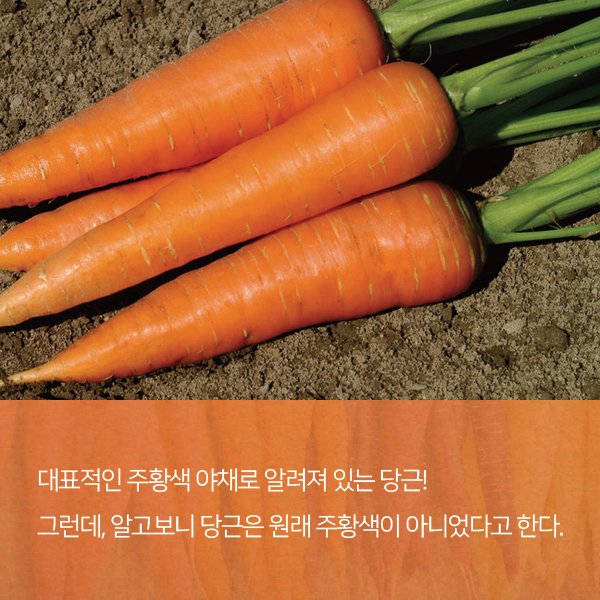 대표적인 주황색 야채로 알려져 있는 당근!
그런데, 알고보니 당근은 원래 주황색이 아니었다고 한다.